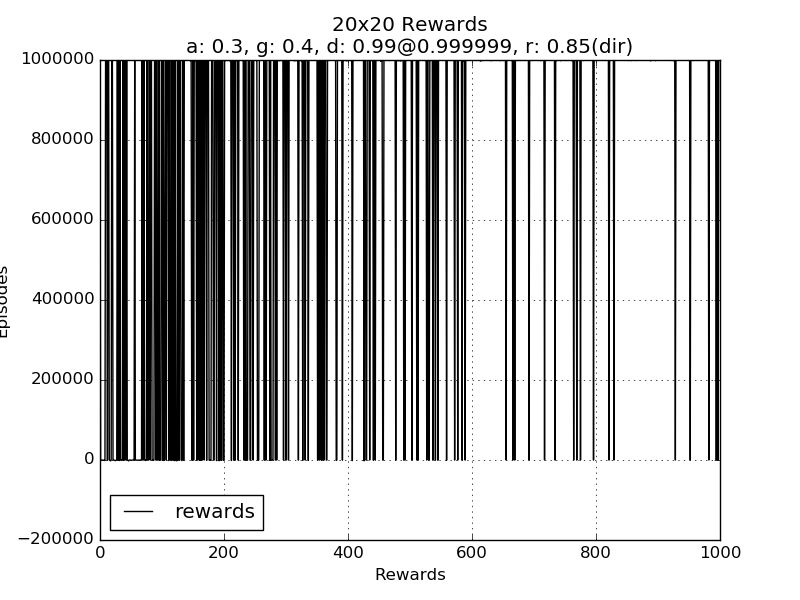 20x20 Rewards
a: 0.3, g: 0.4, d: 0.99@0.999999, r: 0.85(dir)
1000000
800000
600000
400000
200000
0
−200000
Episodes
rewards
0 200 400 600 800 1000
Rewards